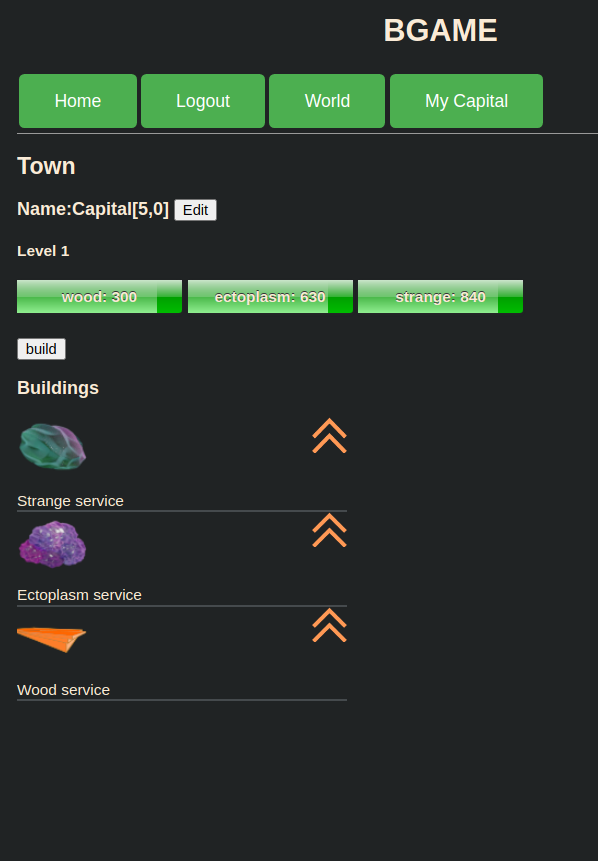 BGAME
Home Logout World My Capital
Town
Name:Capital[5,0] Edit
Level 1
wood: 300 ectoplasm: 630 strange: 840
build
Buildings
Strange service
Ectoplasm service
Wood service